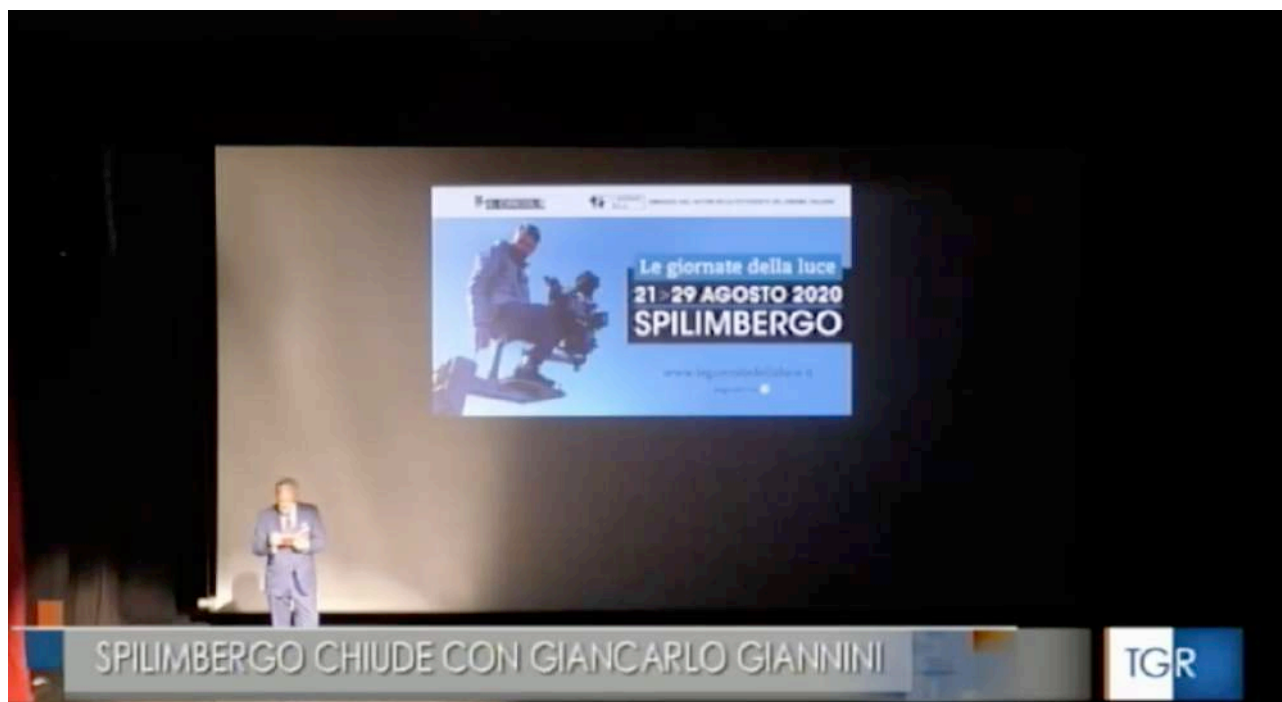 Le giornate della luce
21>29 AGOSTO 2020
SPILIMBERGO
SPILIMBERGO CHIUDE CON GIANCARLO GIANNINI
TGR